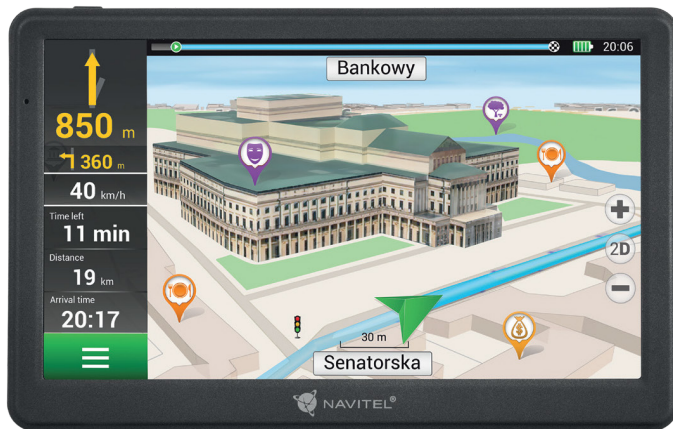 20:06
Bankowy
850 m
360 m
40 km/h
Time left
11 min
Distance
19 km
Arrival time
20:17
2D
30 m
Senatorska
NAVITEL®